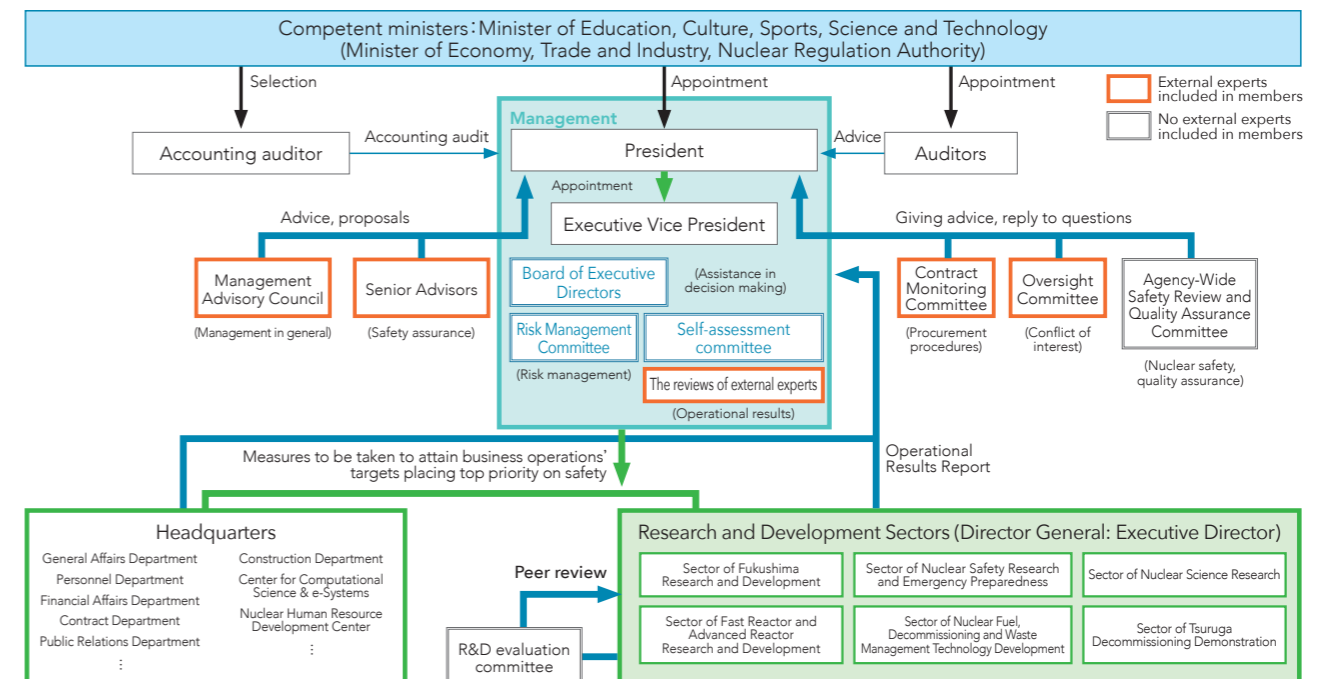 Competent ministers：Minister of Education, Culture, Sports, Science and Technology
(Minister of Economy, Trade and Industry, Nuclear Regulation Authority)
Selection
Appointment
Appointment
External experts
included in members
No external experts
included in members
Management
Accounting auditor
Accounting audit
President
Advice
Auditors
Appointment
Executive Vice President
Advice, proposals
Giving advice, reply to questions
Management
Advisory Council
(Management in general)
Senior Advisors
(Safety assurance)
Board of Executive
Directors
(Assistance in
decision making)
Risk Management
Committee
(Risk management)
Self-assessment
committee
The reviews of external experts
(Operational results)
Contract
Monitoring
Committee
(Procurement
procedures)
Oversight
Committee
(Conflict of
interest)
Agency-Wide
Safety Review and
Quality Assurance
Committee
(Nuclear safety,
quality assurance)
Measures to be taken to attain business operations’
targets placing top priority on safety
Operational
Results Report
Headquarters
General Affairs Department
Personnel Department
Financial Affairs Department
Contract Department
Public Relations Department
⋮
Construction Department
Center for Computational
Science & e-Systems
Nuclear Human Resource
Development Center
⋮
Peer review
R&D evaluation
committee
Research and Development Sectors (Director General: Executive Director)
Sector of Fukushima
Research and Development
Sector of Nuclear Safety Research
and Emergency Preparedness
Sector of Nuclear Science Research
Sector of Fast Reactor and
Advanced Reactor
Research and Development
Sector of Nuclear Fuel,
Decommissioning and Waste
Management Technology Development
Sector of Tsuruga
Decommissioning Demonstration